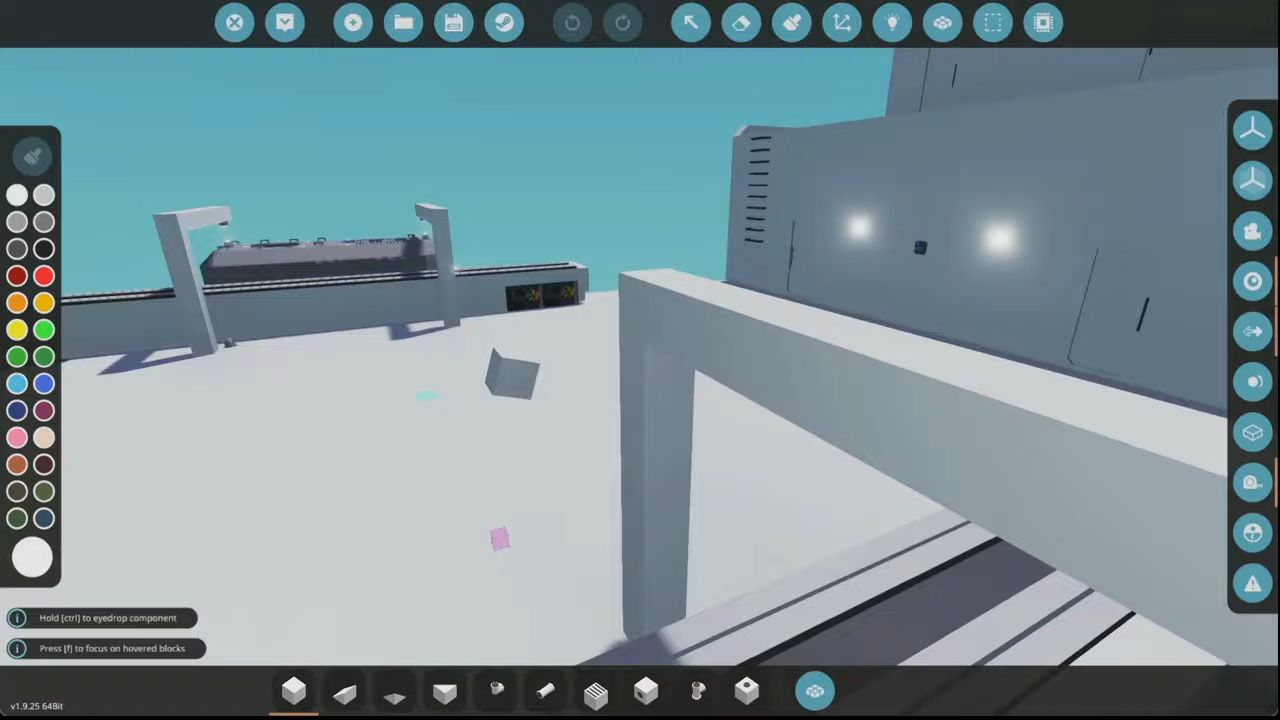 Hold [ctrl] to eyedrop component
Press [f] to focus on hovered blocks
v1.9.25 64Bit